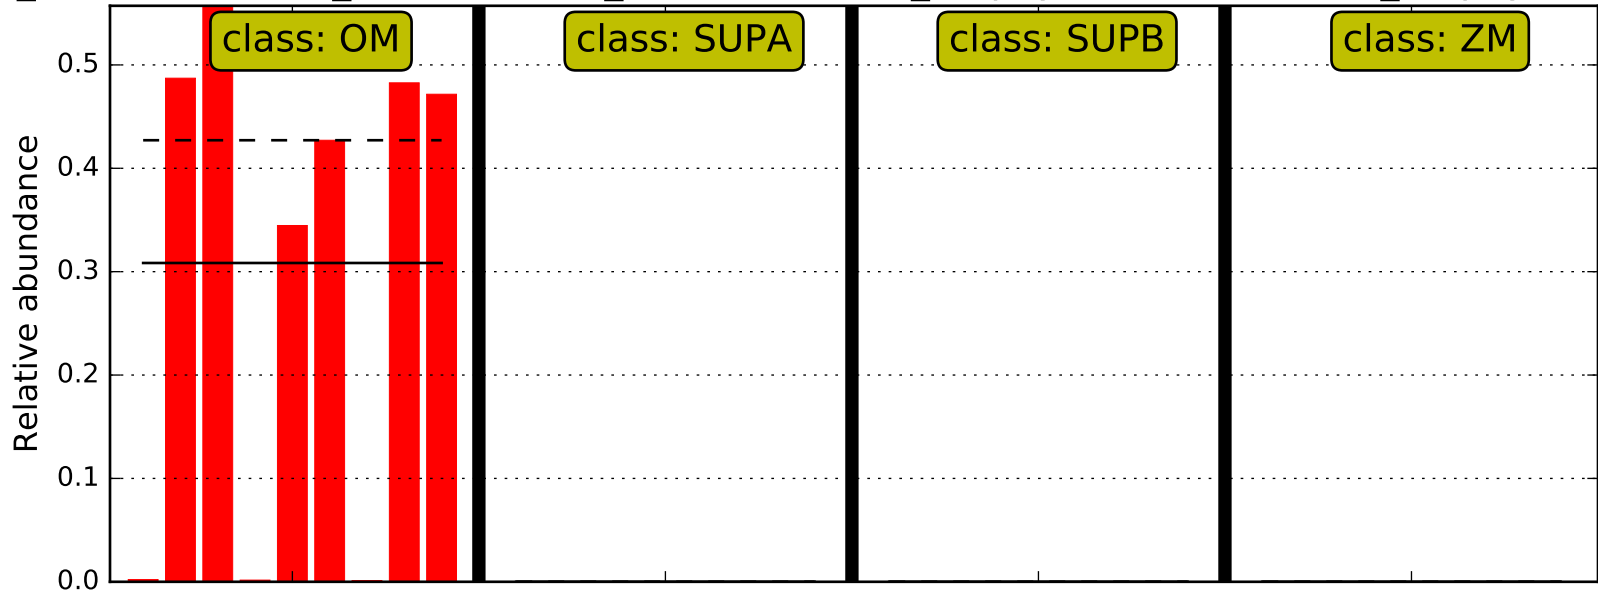 class: OM
class: SUPA
class: SUPB
class: ZM
Relative abundance
0.5
0.4
0.3
0.2
0.1
0.0